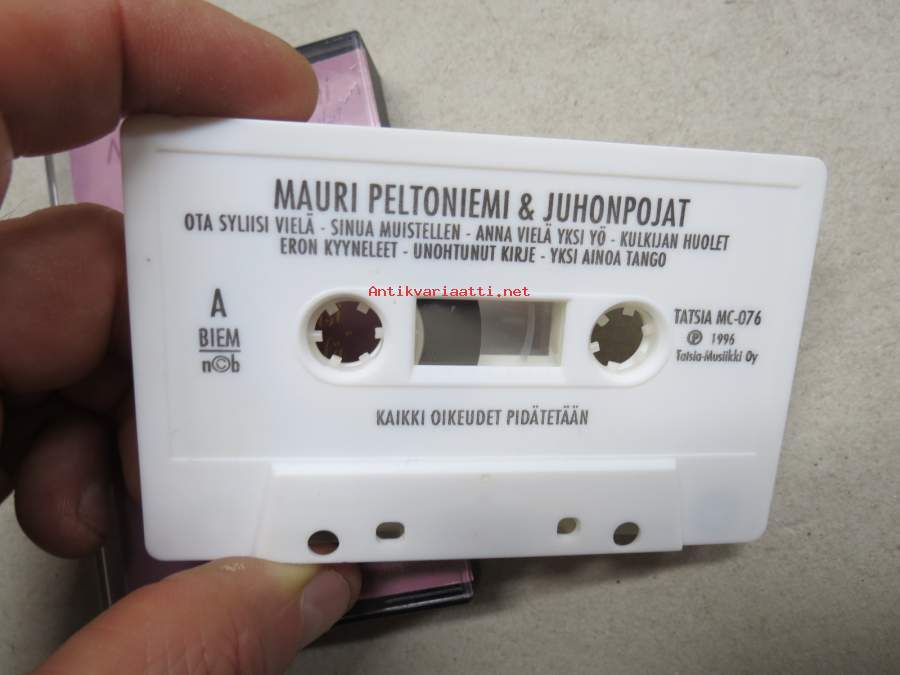 MAURI PELTONIEMI & JUHONPOJAT
OTA SYLIISI VIELÄ - SINUA MUISTELLEN - ANNA VIELÄ YKSI YÖ - KULKIJAN HUOLET
ERON KYYNELEET - UNOHTUNUT KIRJE - YKSI AINOA TANGO
Antikvariaatti.net
A
BIEM
n©b
TATSIA MC-076
℗ 1996
Tatsia-Musiikki Oy
KAIKKI OIKEUDET PIDÄTETÄÄN